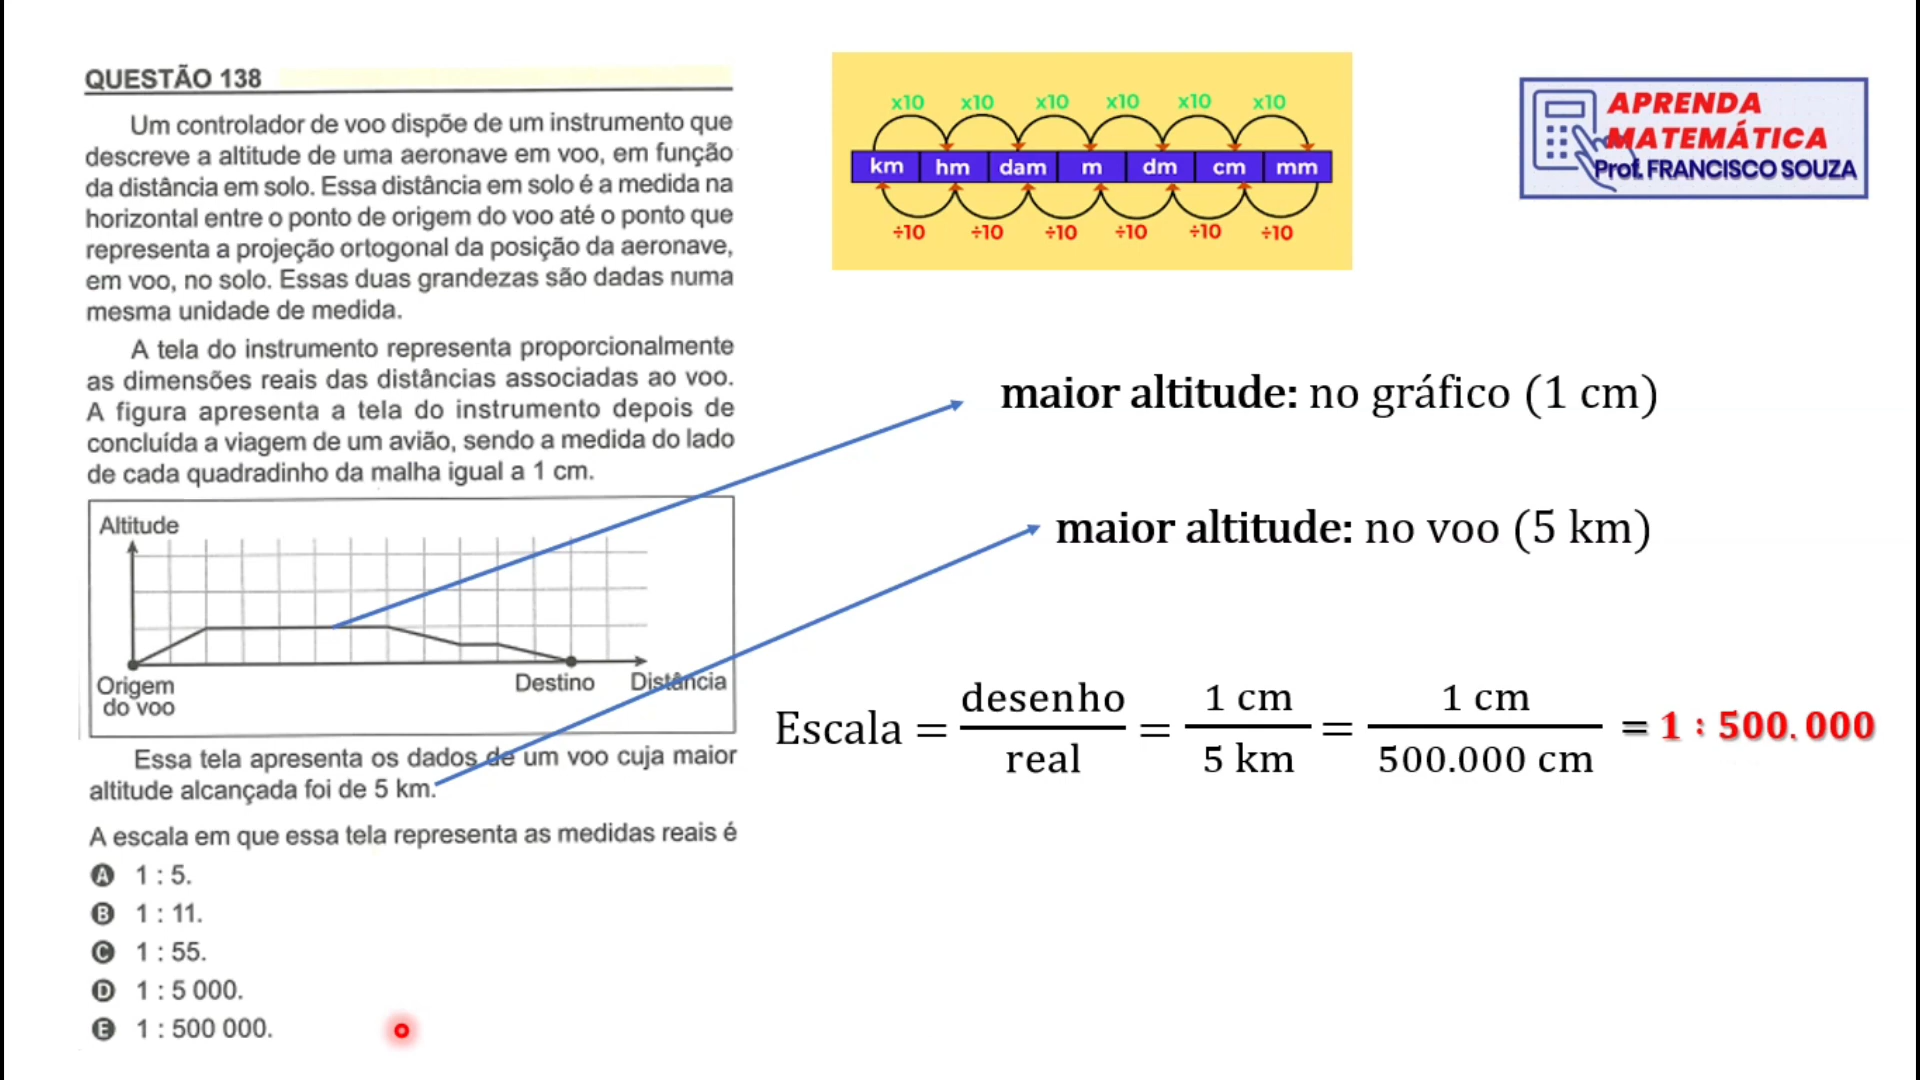 QUESTÃO 138
Um controlador de voo dispõe de um instrumento que
descreve a altitude de uma aeronave em voo, em função
da distância em solo. Essa distância em solo é a medida na
horizontal entre o ponto de origem do voo até o ponto que
representa a projeção ortogonal da posição da aeronave,
em voo, no solo. Essas duas grandezas são dadas numa
mesma unidade de medida.
A tela do instrumento representa proporcionalmente
as dimensões reais das distâncias associadas ao voo.
A figura apresenta a tela do instrumento depois de
concluída a viagem de um avião, sendo a medida do lado
de cada quadradinho da malha igual a 1 cm.
Altitude
Origem
do voo
Destino
Distância
Essa tela apresenta os dados de um voo cuja maior
altitude alcançada foi de 5 km.
A escala em que essa tela representa as medidas reais é
A 1 : 5.
B 1 : 11.
C 1 : 55.
D 1 : 5 000.
E 1 : 500 000.
x10 x10 x10 x10 x10 x10
km hm dam m dm cm mm
÷10 ÷10 ÷10 ÷10 ÷10 ÷10
APRENDA
MATEMÁTICA
Prof. FRANCISCO SOUZA
maior altitude: no gráfico (1 cm)
maior altitude: no voo (5 km)
Escala = desenho / real = 1 cm / 5 km = 1 cm / 500.000 cm = 1 : 500.000